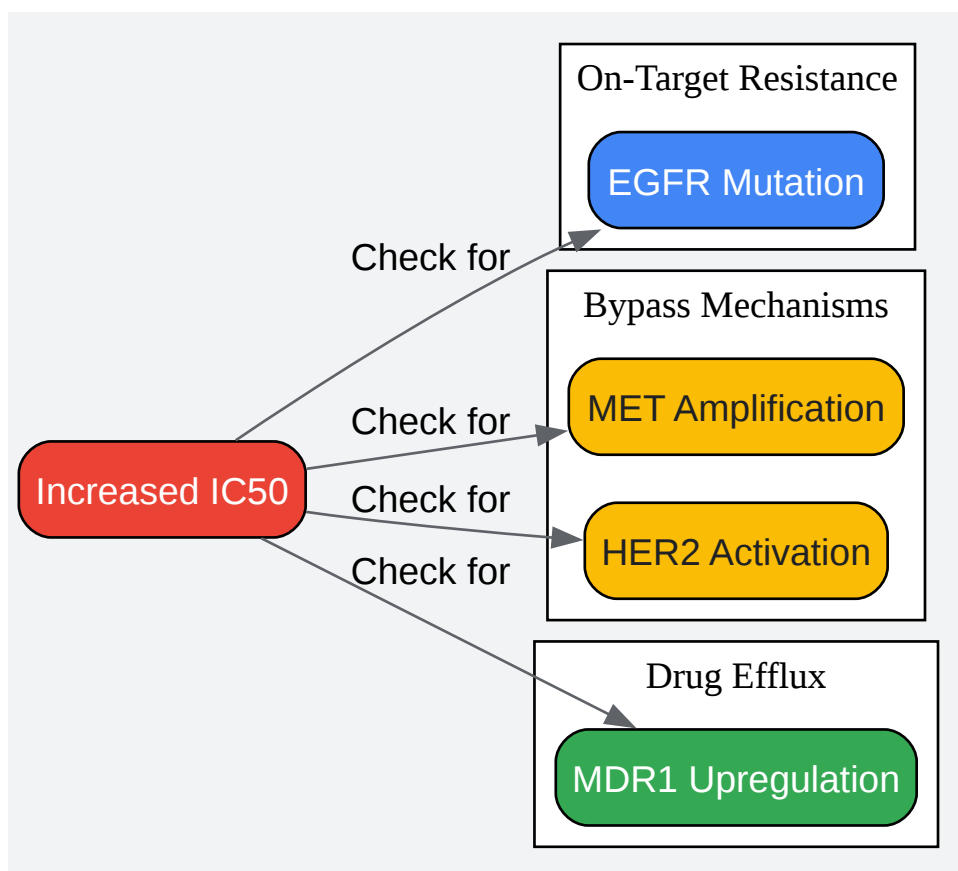 On-Target Resistance
EGFR Mutation
Check for
Bypass Mechanisms
MET Amplification
Check for
Increased IC50
Check for
HER2 Activation
Check for
Drug Efflux
MDR1 Upregulation